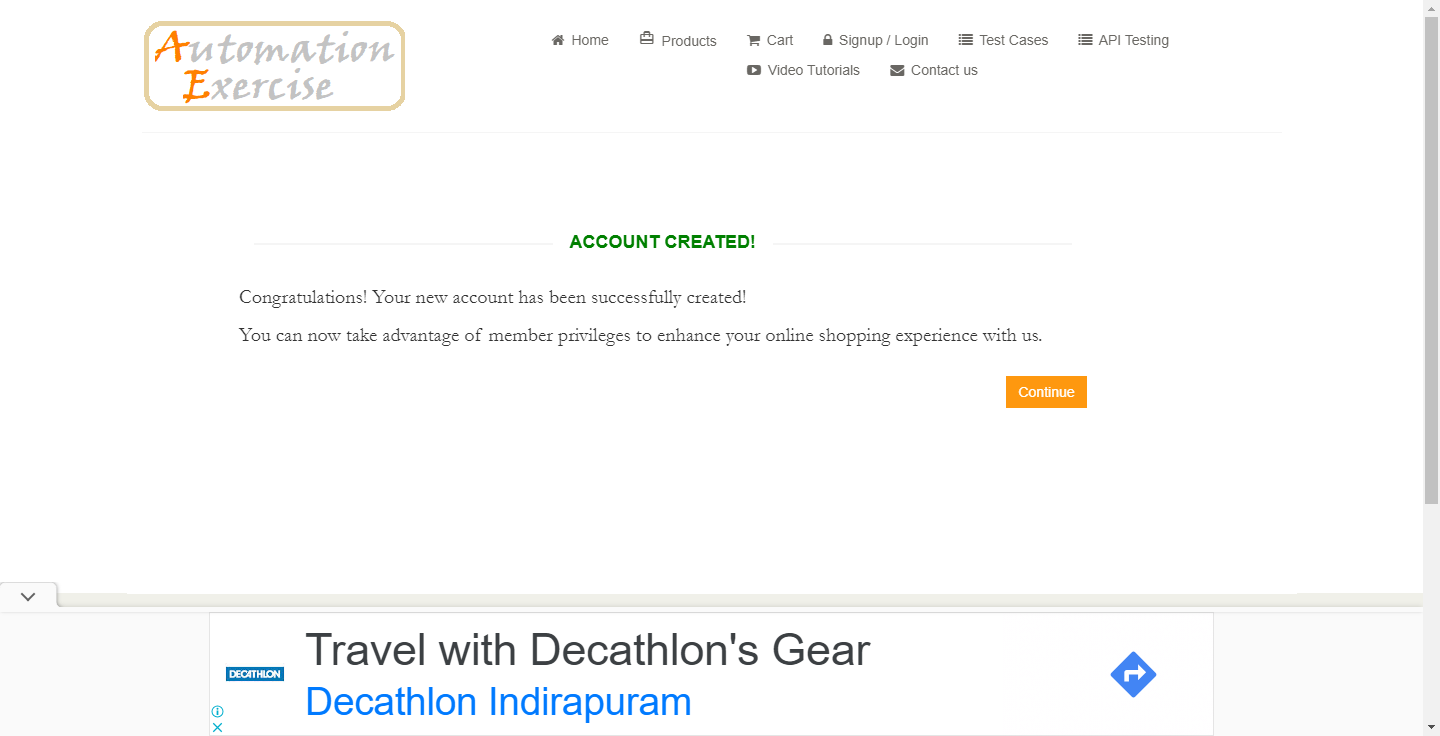 Automation
Exercise
Home Products Cart Signup / Login Test Cases API Testing
Video Tutorials Contact us
ACCOUNT CREATED!
Congratulations! Your new account has been successfully created!
You can now take advantage of member privileges to enhance your online shopping experience with us.
Continue
DECATHLON
Travel with Decathlon's Gear
Decathlon Indirapuram